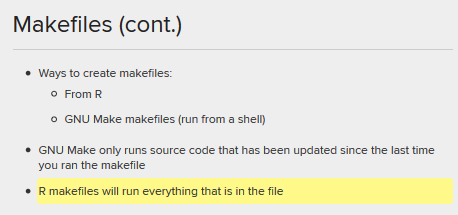 Makefiles (cont.)
Ways to create makefiles:
From R
GNU Make makefiles (run from a shell)
GNU Make only runs source code that has been updated since the last time
you ran the makefile
R makefiles will run everything that is in the file